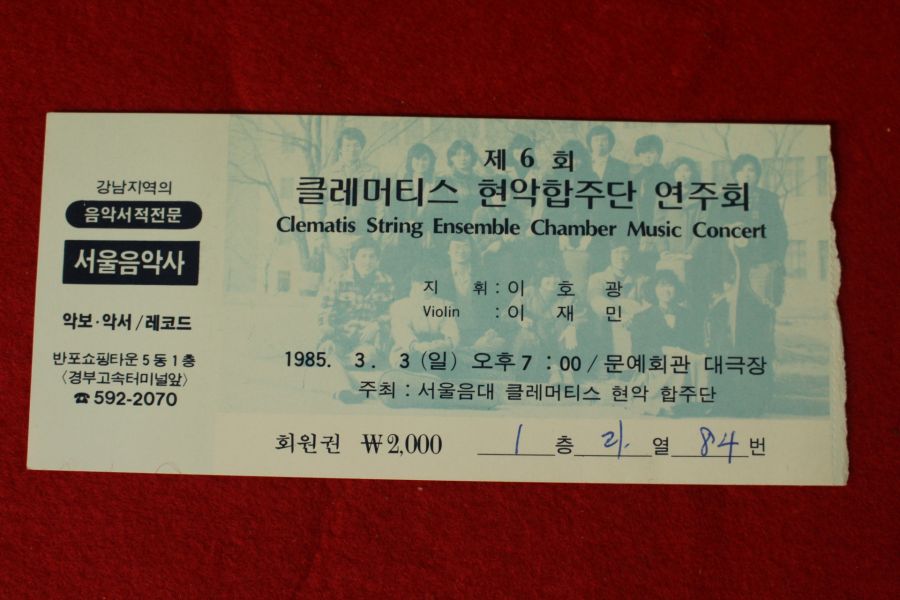 강남지역의
음악서적전문
서울음악사
악보·악서/레코드
반포쇼핑타운 5동 1층
〈경부고속터미널앞〉
☎ 592-2070
제 6 회
클레머티스 현악합주단 연주회
Clematis String Ensemble Chamber Music Concert
지 휘 : 이 호 광
Violin : 이 재 민
1985. 3. 3 (일) 오후 7 : 00 / 문예회관 대극장
주최 : 서울음대 클레머티스 현악 합주단
회원권 ₩2,000 1 층 라. 열 84 번